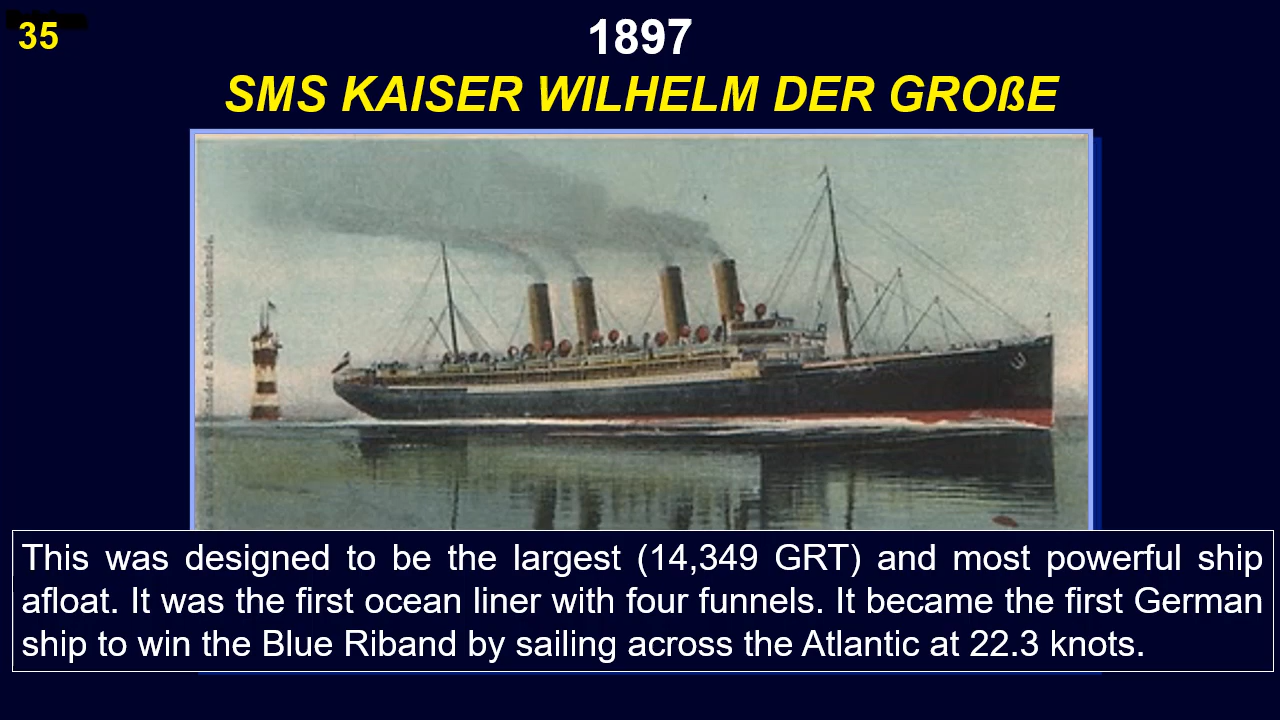 35
1897
SMS KAISER WILHELM DER GROßE
This was designed to be the largest (14,349 GRT) and most powerful ship
afloat. It was the first ocean liner with four funnels. It became the first German
ship to win the Blue Riband by sailing across the Atlantic at 22.3 knots.